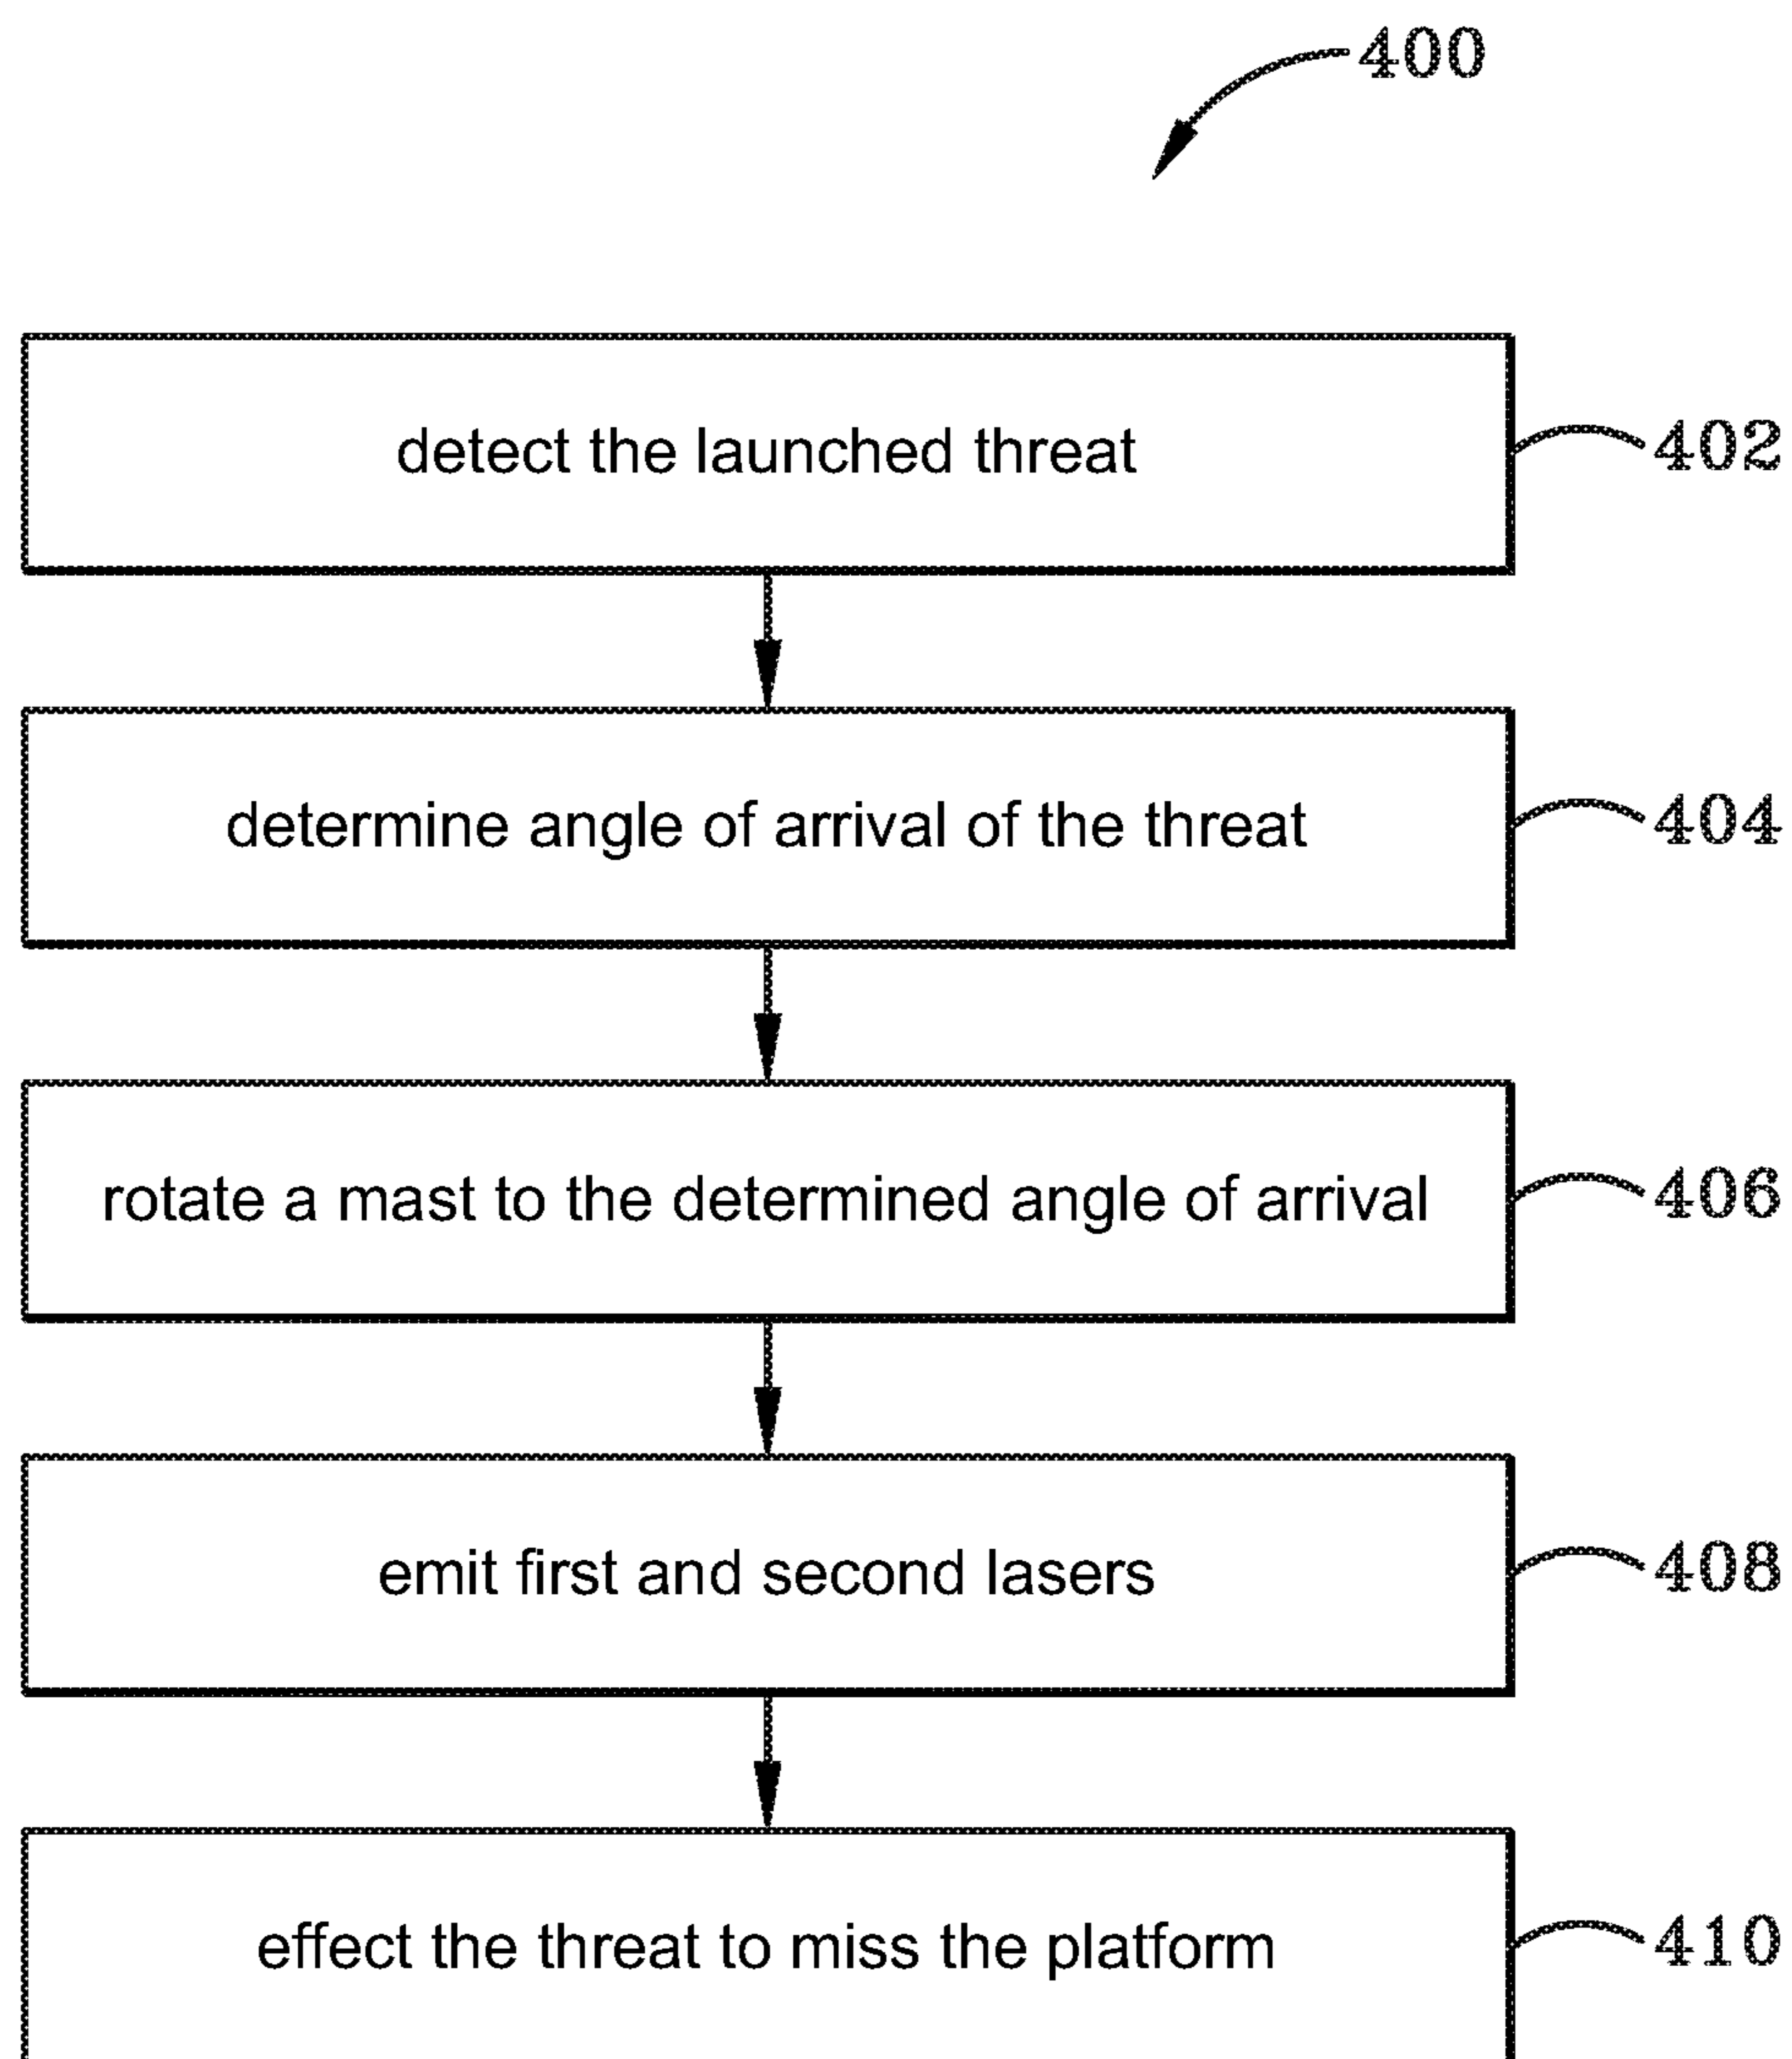 400
detect the launched threat 402
determine angle of arrival of the threat 404
rotate a mast to the determined angle of arrival 406
emit first and second lasers 408
effect the threat to miss the platform 410